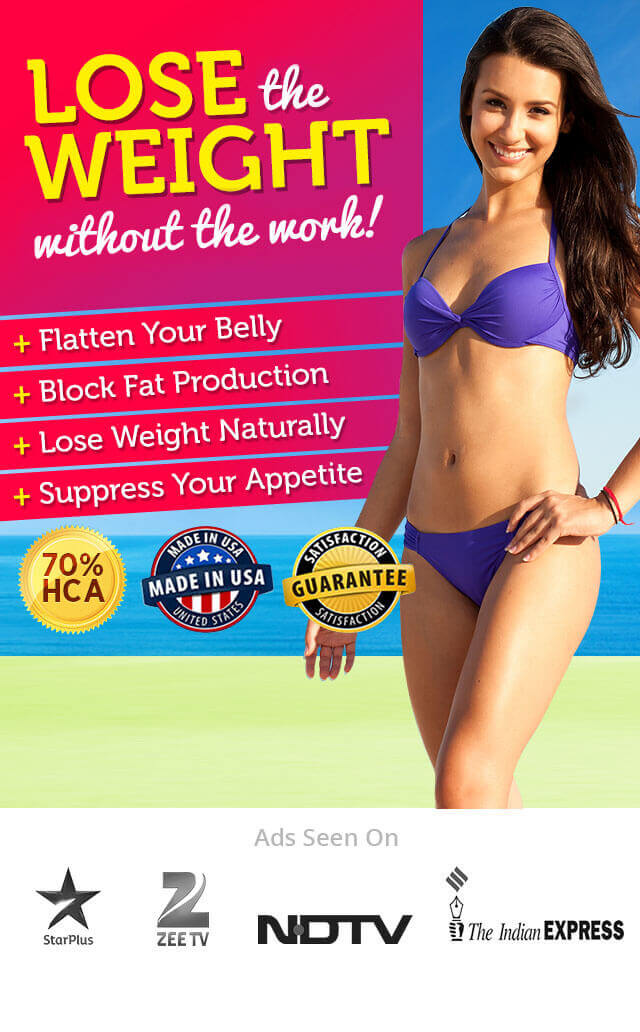 LOSE the
WEIGHT
without the work!
+ Flatten Your Belly
+ Block Fat Production
+ Lose Weight Naturally
+ Suppress Your Appetite
70%
HCA
MADE IN USA
MADE IN USA
UNITED STATES
SATISFACTION
GUARANTEE
SATISFACTION
Ads Seen On
StarPlus
Z
ZEE TV
NDTV
The Indian EXPRESS